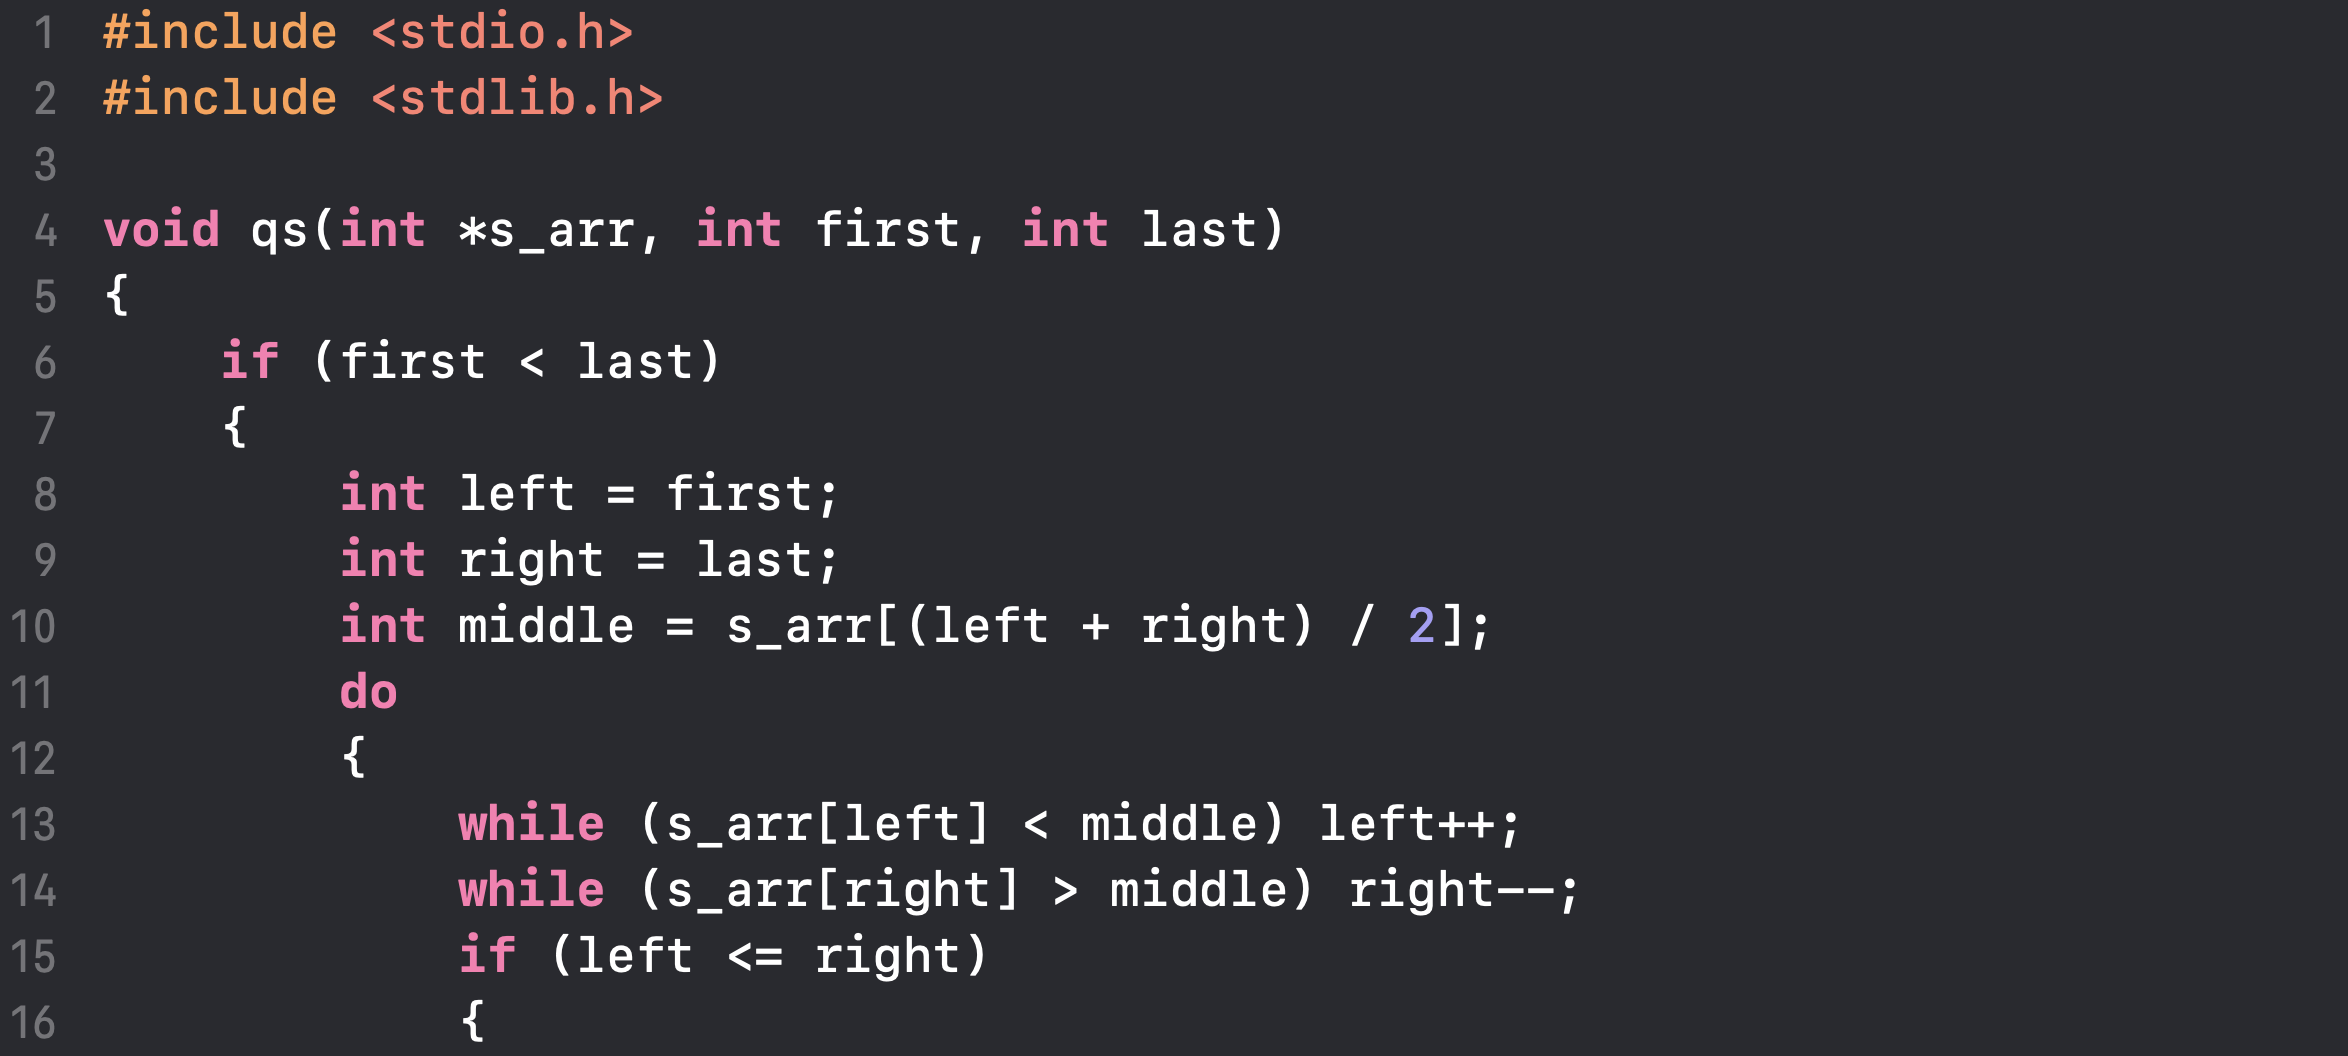 1 #include <stdio.h>
2 #include <stdlib.h>
3
4 void qs(int *s_arr, int first, int last)
5 {
6     if (first < last)
7     {
8         int left = first;
9         int right = last;
10         int middle = s_arr[(left + right) / 2];
11         do
12         {
13             while (s_arr[left] < middle) left++;
14             while (s_arr[right] > middle) right--;
15             if (left <= right)
16             {